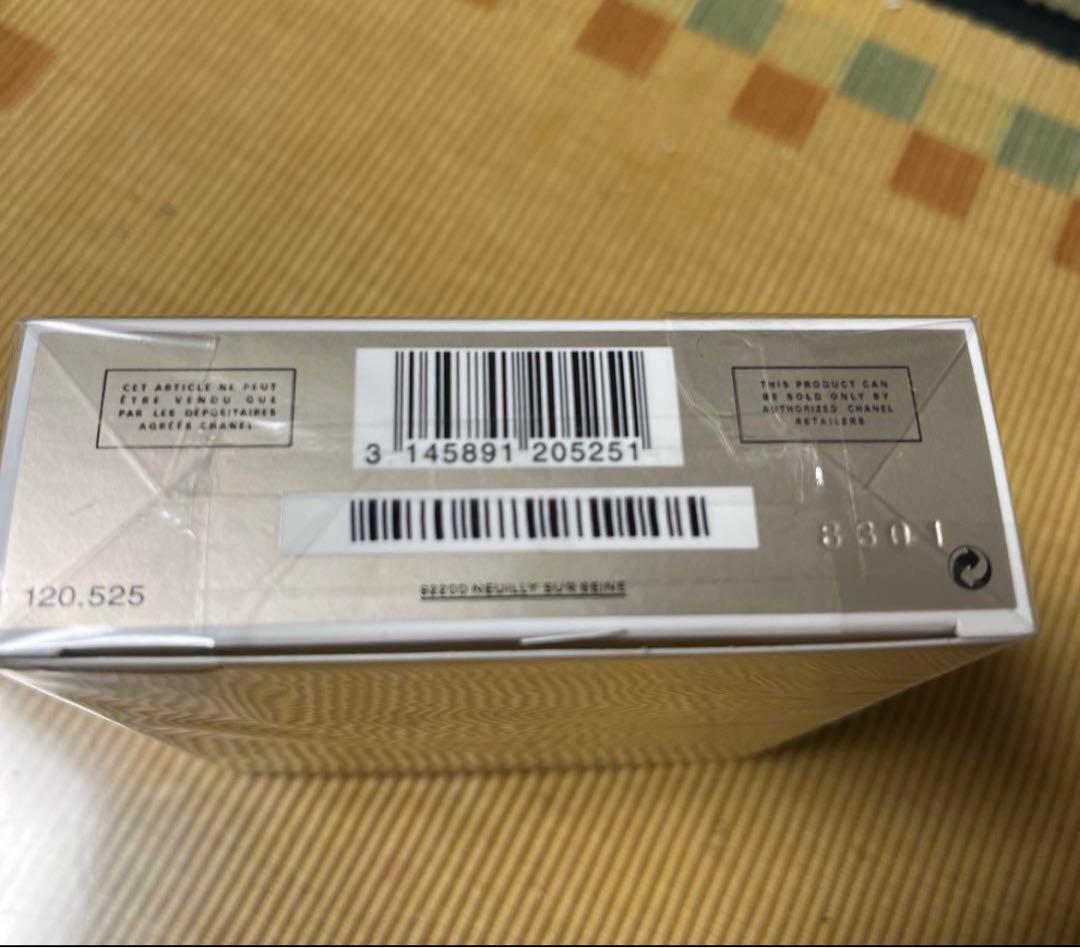 CET ARTICLE NE PEUT
ÊTRE VENDU QUE
PAR LES DÉPOSITAIRES
AGRÉÉS CHANEL
THIS PRODUCT CAN
BE SOLD ONLY BY
AUTHORIZED CHANEL
RETAILERS
3 145891 205251
8301
120.525
92200 NEUILLY SUR SEINE